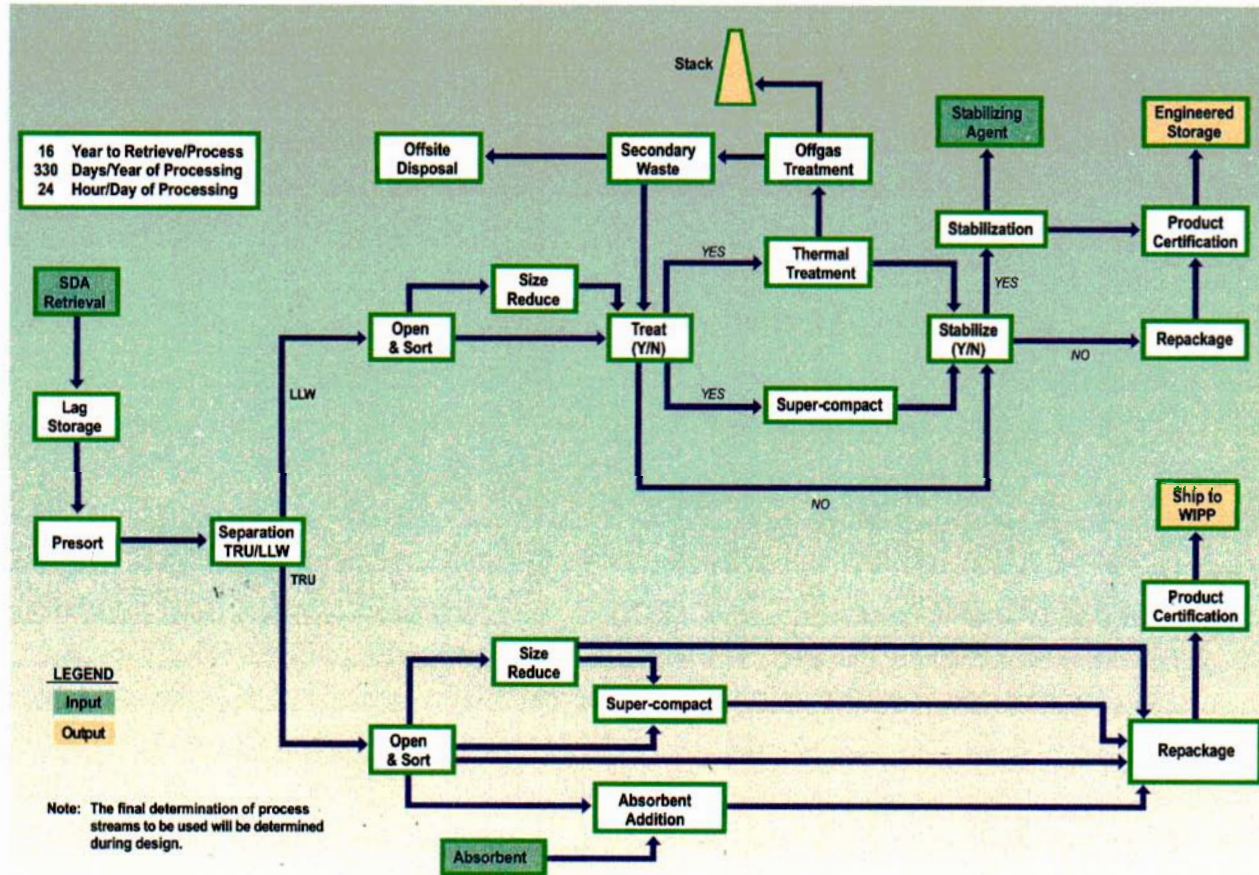 Stack
16 Year to Retrieve/Process
330 Days/Year of Processing
24 Hour/Day of Processing
Offsite
Disposal
Secondary
Waste
Offgas
Treatment
Stabilizing
Agent
Engineered
Storage
Stabilization
Product
Certification
SDA
Retrieval
Size
Reduce
YES
Thermal
Treatment
YES
Open
& Sort
Treat
(Y/N)
Stabilize
(Y/N)
Repackage
NO
LLW
YES
Super-compact
Lag
Storage
NO
Ship to
WIPP
Presort
Separation
TRU/LLW
TRU
Product
Certification
Size
Reduce
LEGEND
Input
Output
Super-compact
Open
& Sort
Repackage
Note: The final determination of process
streams to be used will be determined
during design.
Absorbent
Addition
Absorbent